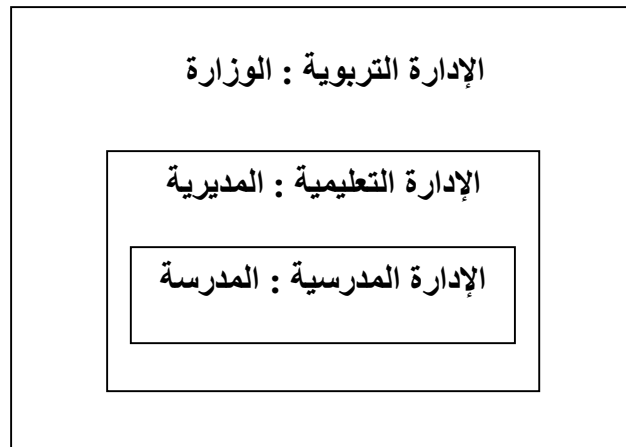 الإدارة التربوية : الوزارة
الإدارة التعليمية : المديرية
الإدارة المدرسية : المدرسة